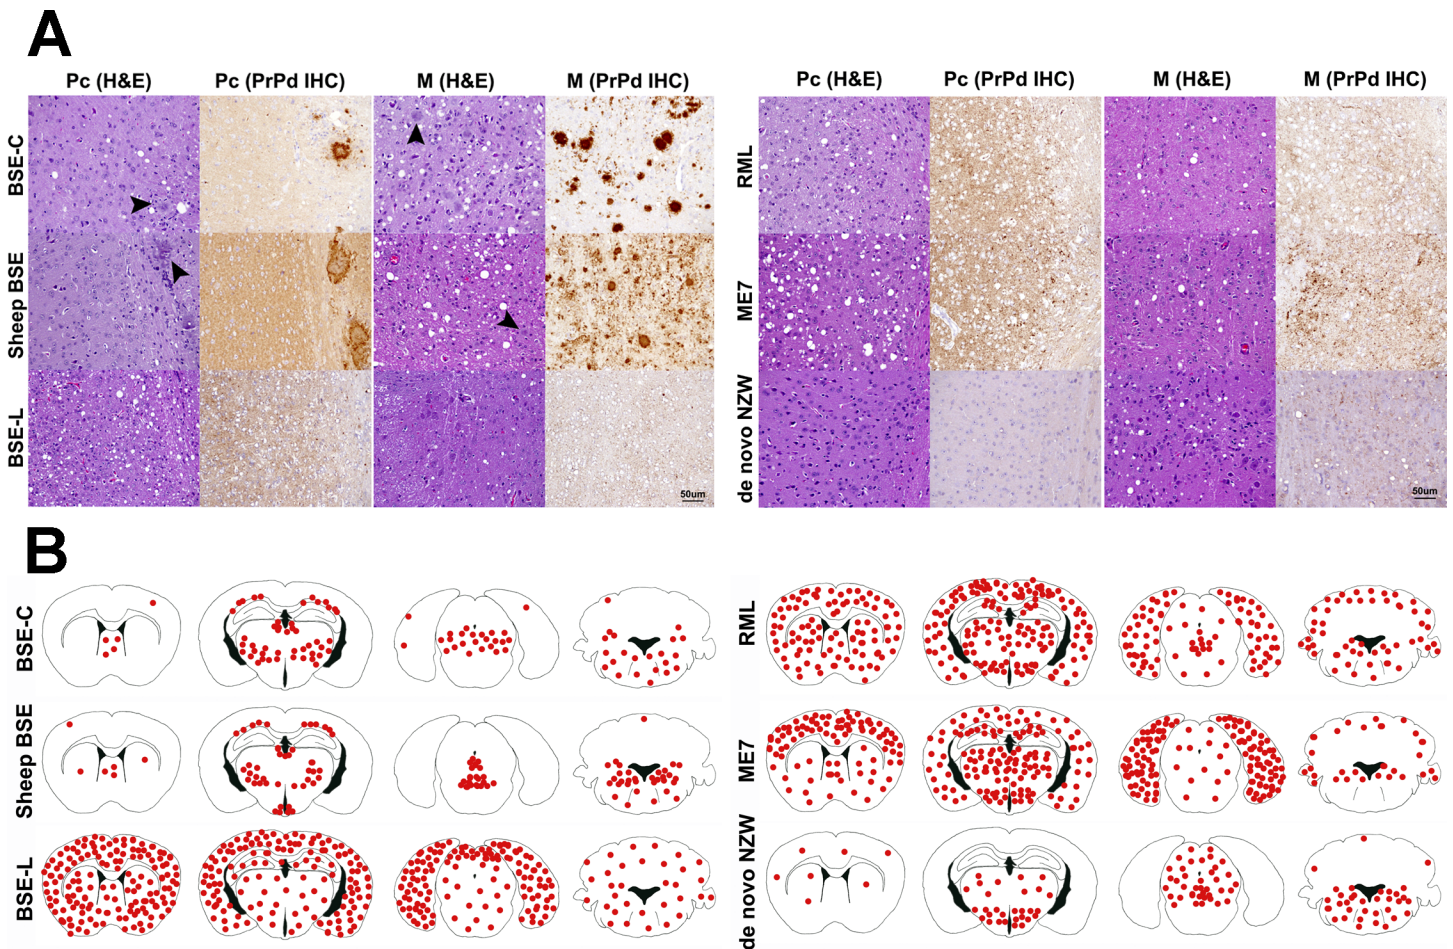 A
Pc (H&E) Pc (PrPd IHC) M (H&E) M (PrPd IHC) Pc (H&E) Pc (PrPd IHC) M (H&E) M (PrPd IHC)
BSE-C
Sheep BSE
BSE-L
50um
RML
ME7
de novo NZW
50um
B
BSE-C
Sheep BSE
BSE-L
RML
ME7
de novo NZW